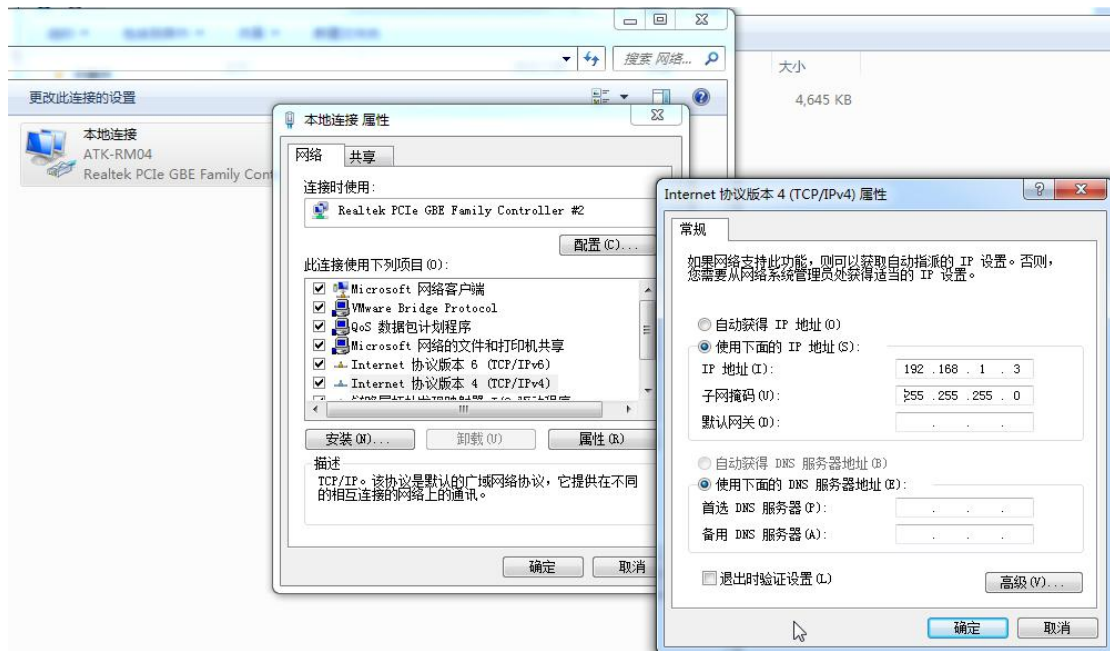 搜索 网络...
大小
更改此连接的设置
4,645 KB
本地连接
ATK-RM04
Realtek PCIe GBE Family Cont
本地连接 属性
网络
共享
连接时使用:
Realtek PCIe GBE Family Controller #2
配置(C)...
此连接使用下列项目(O):
Microsoft 网络客户端
VMware Bridge Protocol
QoS 数据包计划程序
Microsoft 网络的文件和打印机共享
Internet 协议版本 6 (TCP/IPv6)
Internet 协议版本 4 (TCP/IPv4)
安装(N)...
卸载(U)
属性(R)
描述
TCP/IP。该协议是默认的广域网络协议，它提供在不同
的相互连接的网络上的通讯。
确定
取消
Internet 协议版本 4 (TCP/IPv4) 属性
常规
如果网络支持此功能，则可以获取自动指派的 IP 设置。否则，
您需要从网络系统管理员处获得适当的 IP 设置。
自动获得 IP 地址(O)
使用下面的 IP 地址(S):
IP 地址(I):
192 .168 . 1 . 3
子网掩码(U):
255 .255 .255 . 0
默认网关(D):
自动获得 DNS 服务器地址(B)
使用下面的 DNS 服务器地址(E):
首选 DNS 服务器(P):
备用 DNS 服务器(A):
退出时验证设置(L)
高级(V)...
确定
取消